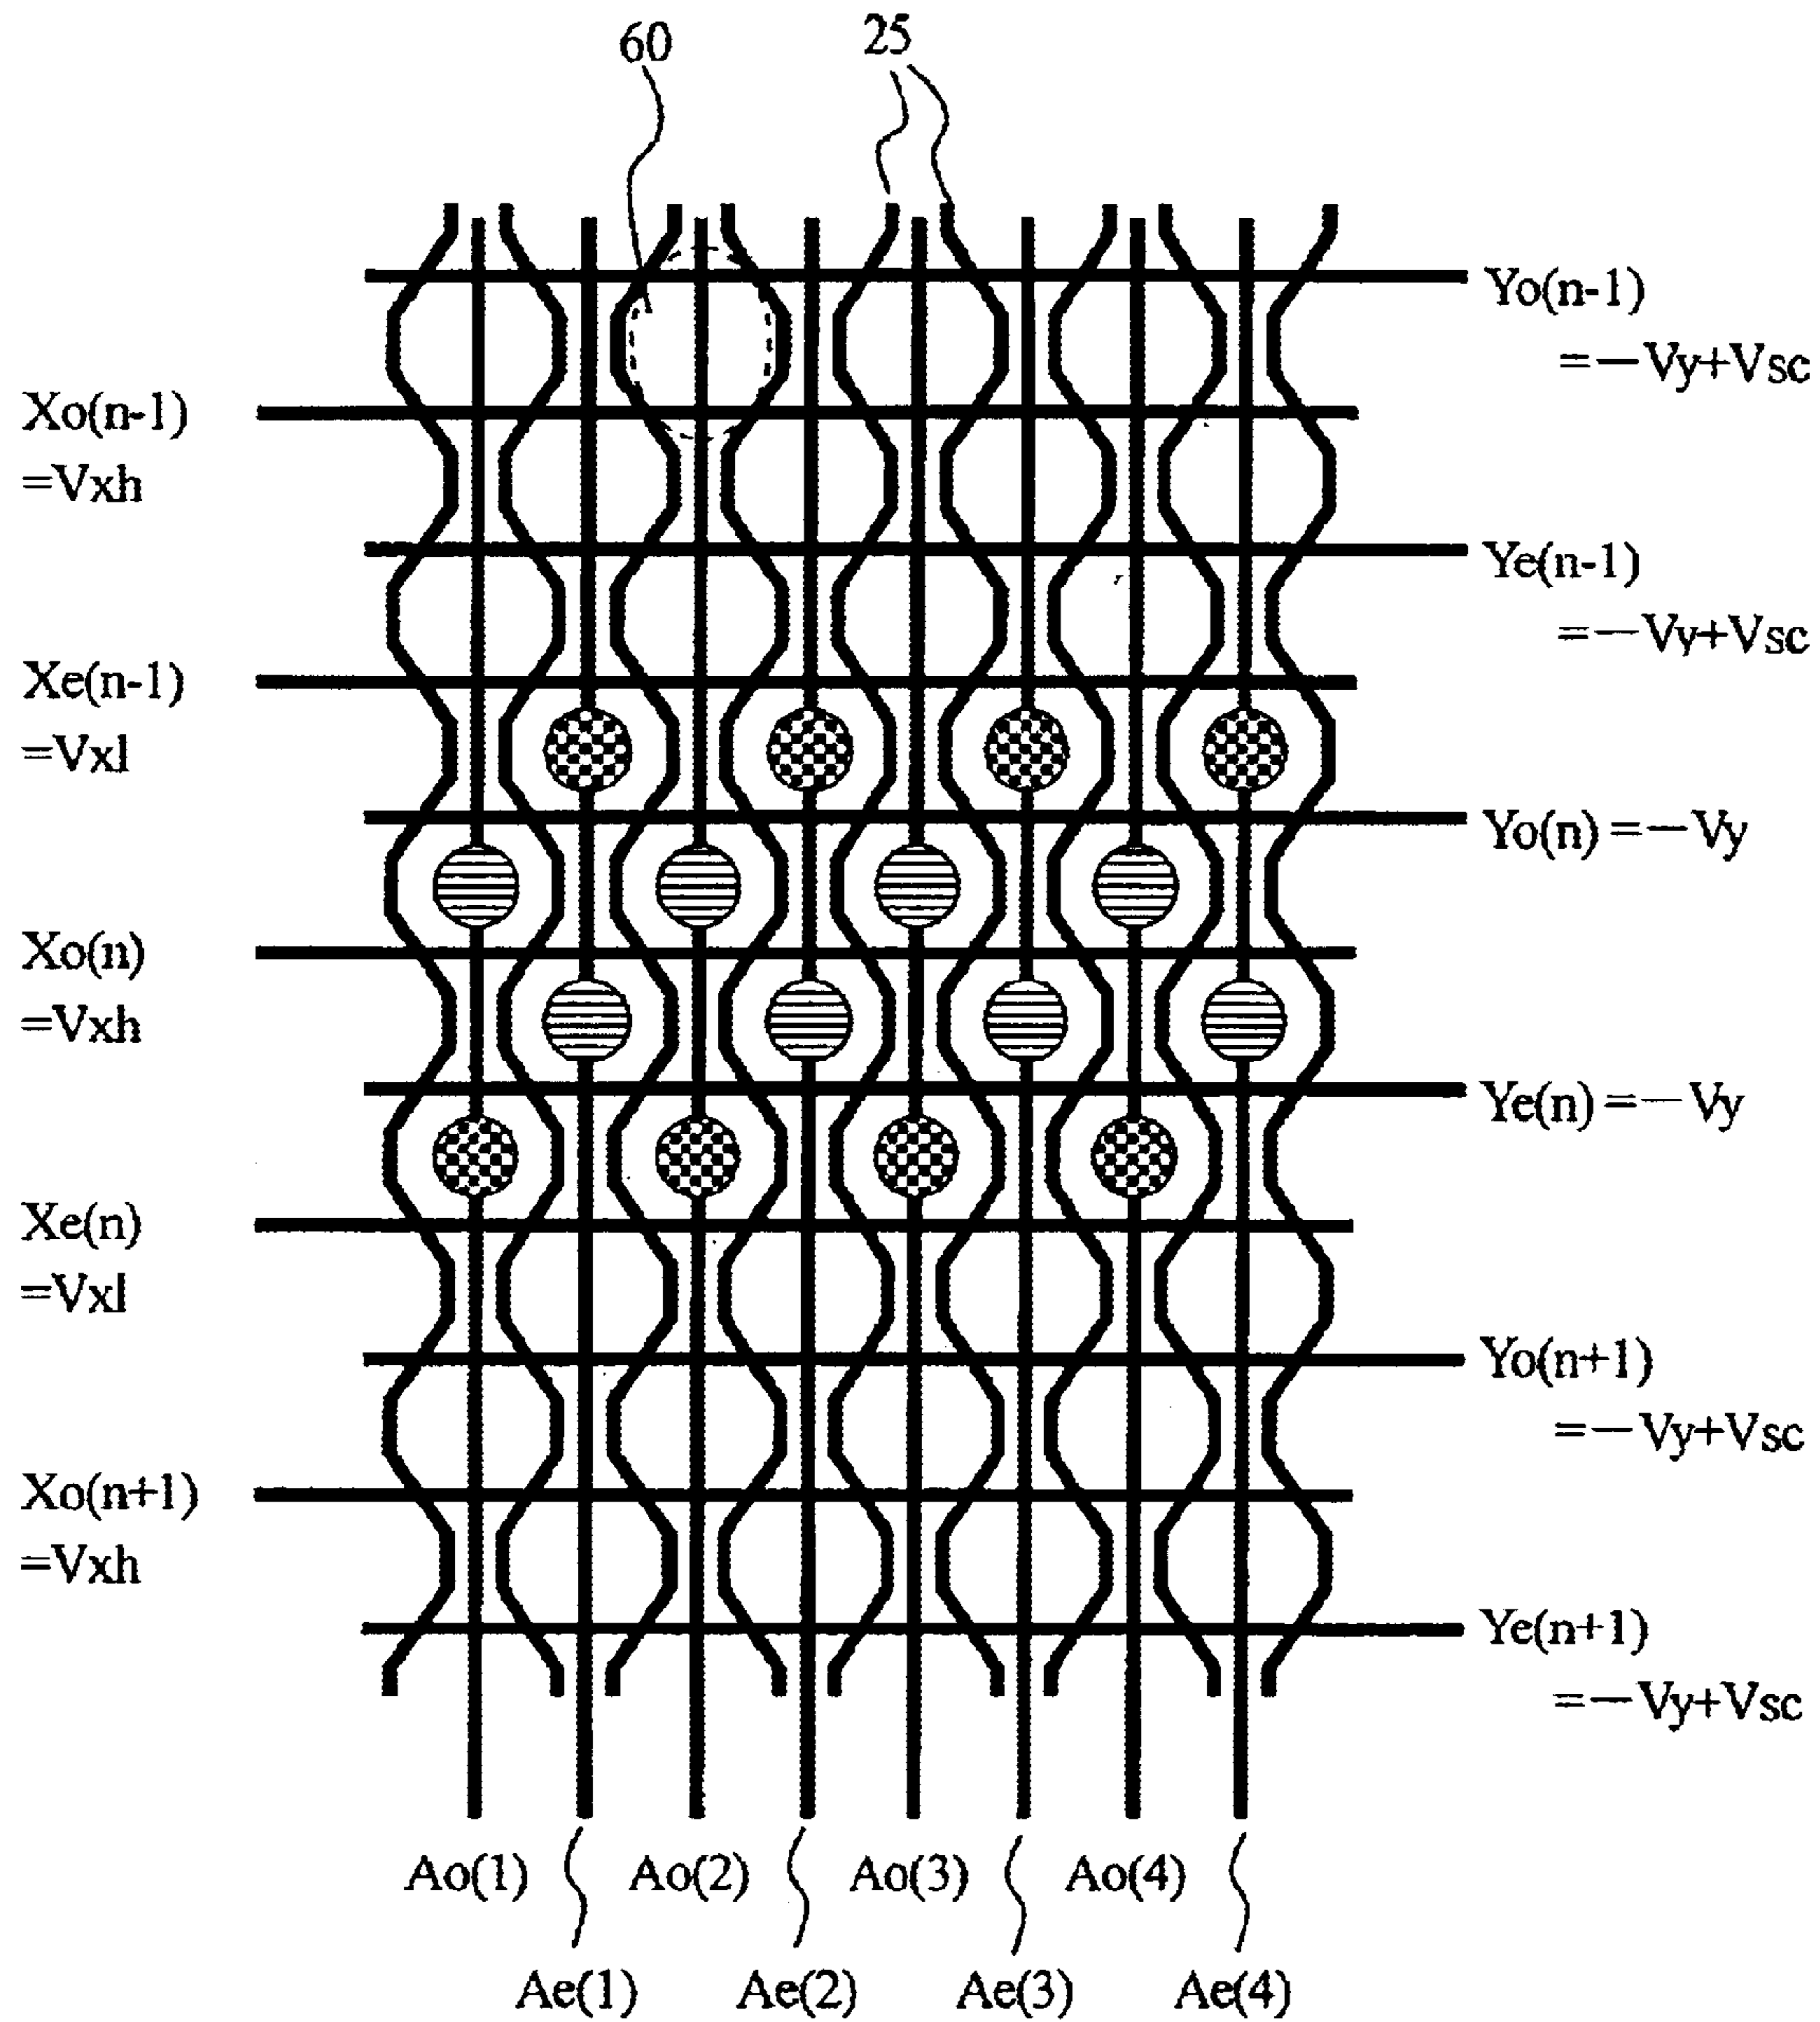 60
25
Yo(n-1)
=−Vy+Vsc
Xo(n-1)
=Vxh
Ye(n-1)
=−Vy+Vsc
Xe(n-1)
=Vxl
Yo(n)=−Vy
Xo(n)
=Vxh
Ye(n)=−Vy
Xe(n)
=Vxl
Yo(n+1)
=−Vy+Vsc
Xo(n+1)
=Vxh
Ye(n+1)
=−Vy+Vsc
Ao(1) Ao(2) Ao(3) Ao(4)
Ae(1) Ae(2) Ae(3) Ae(4)